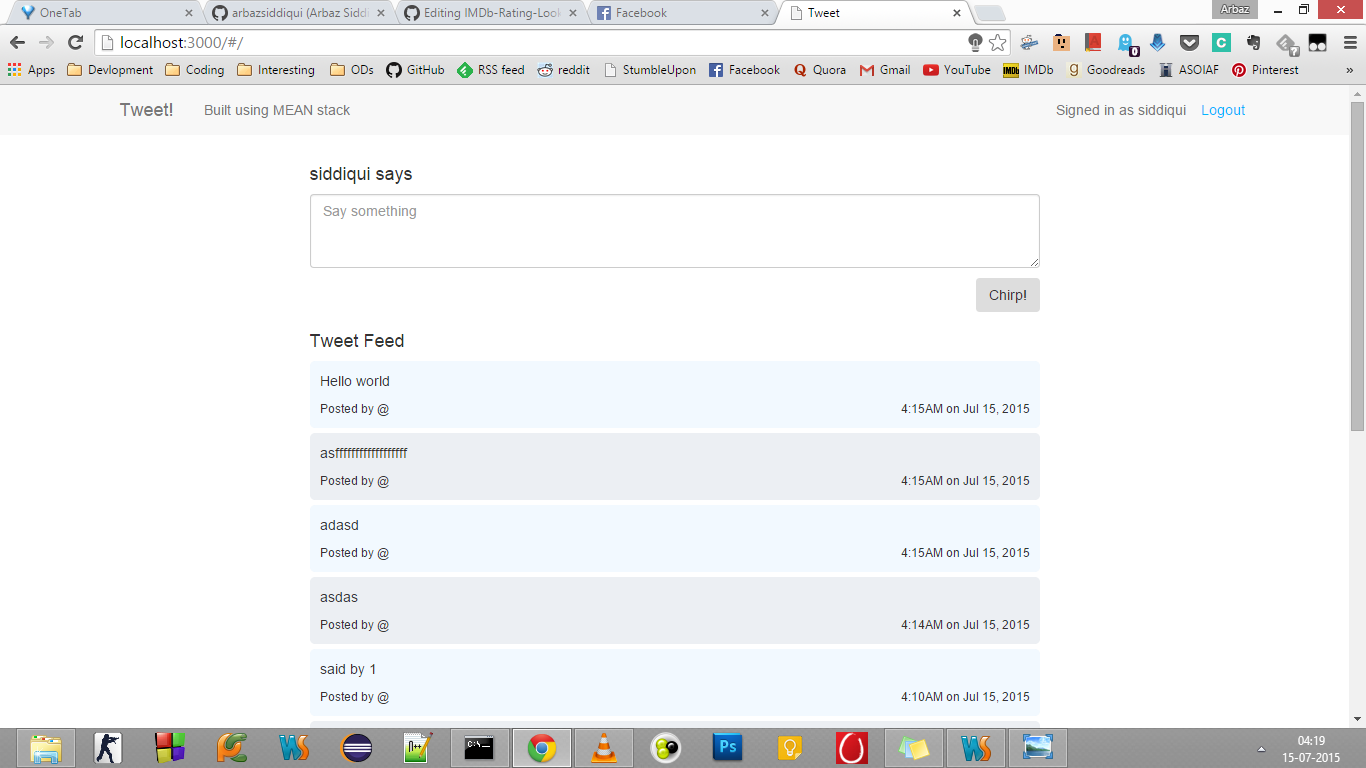 OneTab
arbazsiddiqui (Arbaz Siddi
Editing IMDb-Rating-Look
Facebook
Tweet
Arbaz
localhost:3000/#/
0
?
Apps
Devlopment
Coding
Interesting
ODs
GitHub
RSS feed
reddit
StumbleUpon
Facebook
Quora
Gmail
YouTube
IMDb
Goodreads
ASOIAF
Pinterest
»
Tweet!
Built using MEAN stack
Signed in as siddiqui
Logout
siddiqui says
Say something
Chirp!
Tweet Feed
Hello world
Posted by @
4:15AM on Jul 15, 2015
Posted by @
4:15AM on Jul 15, 2015
adasd
Posted by @
4:15AM on Jul 15, 2015
asdas
Posted by @
4:14AM on Jul 15, 2015
said by 1
Posted by @
4:10AM on Jul 15, 2015
04:19
15-07-2015